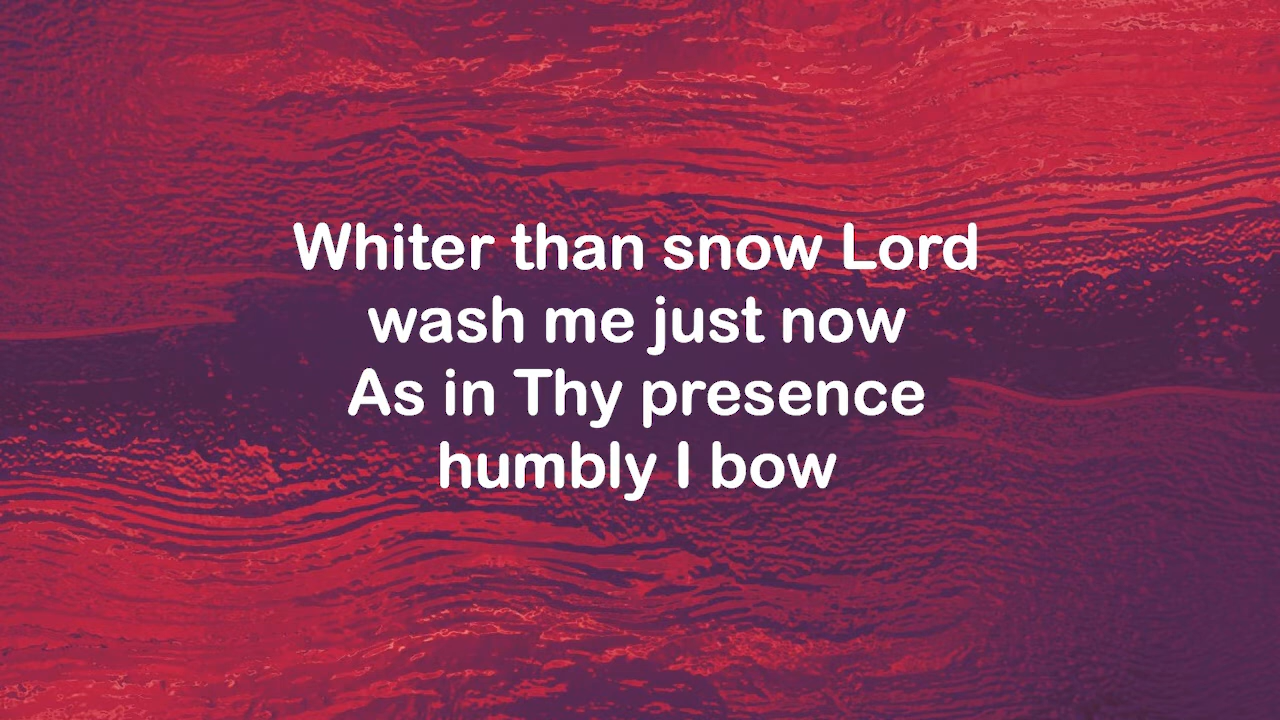 Whiter than snow Lord
wash me just now
As in Thy presence
humbly I bow